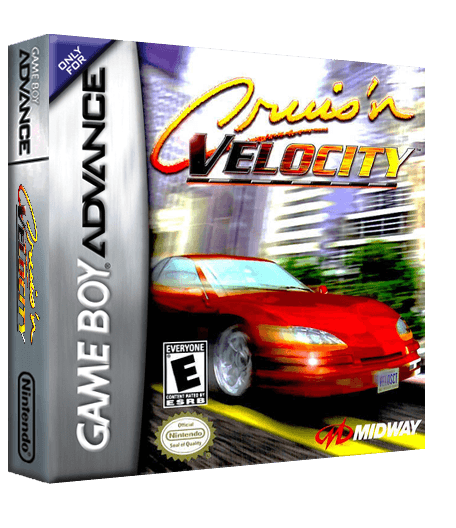 GAME BOY
ADVANCE
Cruis'n
VELOCITY
Nintendo®
ONLY
FOR
GAME BOY ADVANCE
Cruis'n
VELOCITY™
EVERYONE
E
CONTENT RATED BY
ESRB
Official
Nintendo
Seal of Quality
MIDWAY